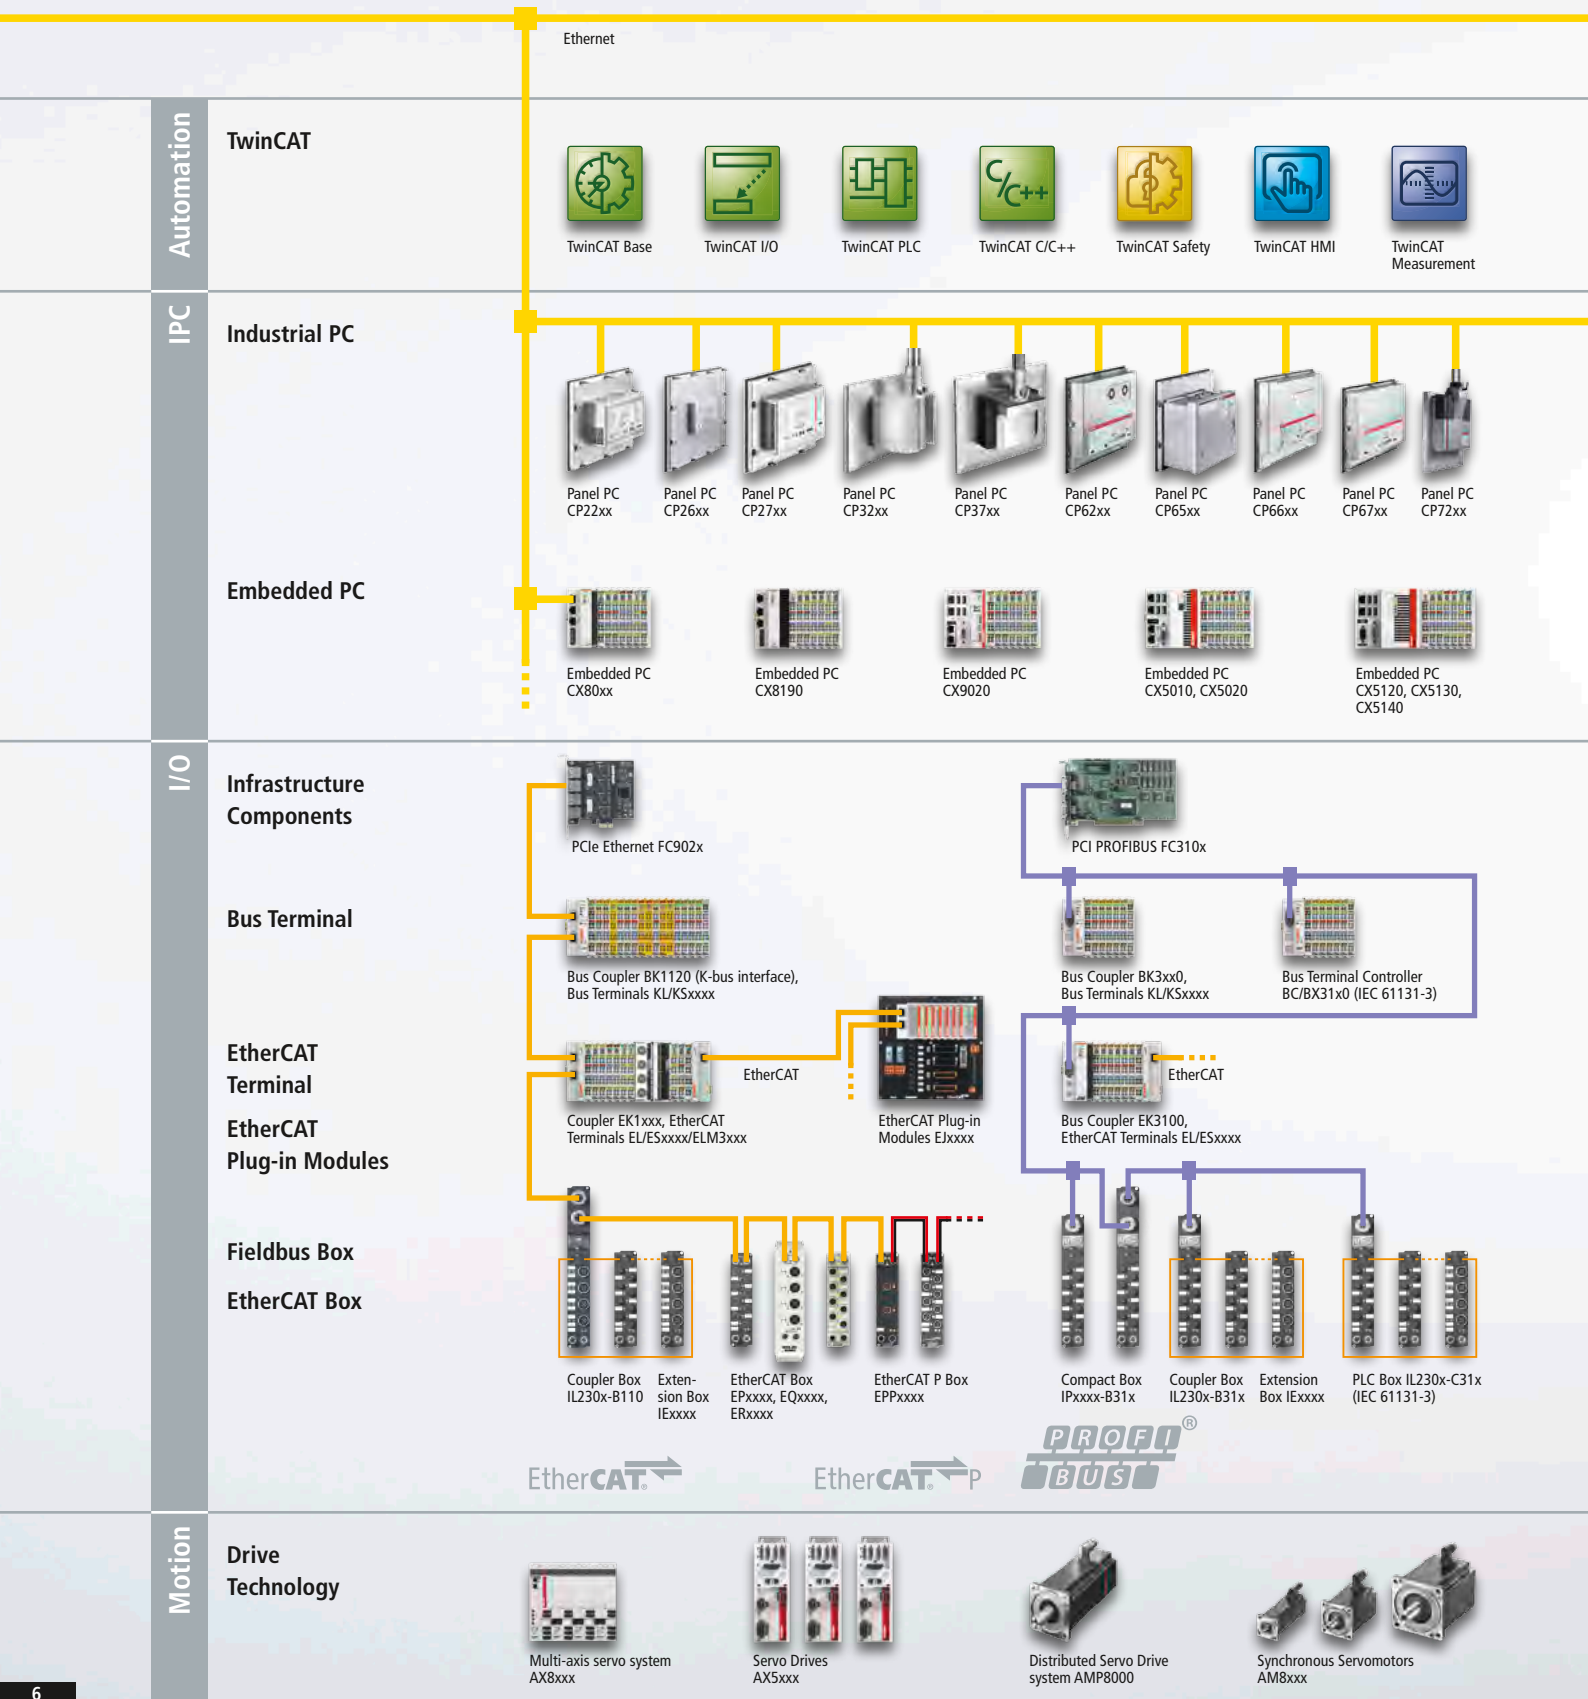 Ethernet
Automation
TwinCAT
TwinCAT Base
TwinCAT I/O
TwinCAT PLC
C/C++
TwinCAT C/C++
TwinCAT Safety
TwinCAT HMI
TwinCAT
Measurement
IPC
Industrial PC
Panel PC
CP22xx
Panel PC
CP26xx
Panel PC
CP27xx
Panel PC
CP32xx
Panel PC
CP37xx
Panel PC
CP62xx
Panel PC
CP65xx
Panel PC
CP66xx
Panel PC
CP67xx
Panel PC
CP72xx
Embedded PC
Embedded PC
CX80xx
Embedded PC
CX8190
Embedded PC
CX9020
Embedded PC
CX5010, CX5020
Embedded PC
CX5120, CX5130,
CX5140
I/O
Infrastructure
Components
PCIe Ethernet FC902x
PCI PROFIBUS FC310x
Bus Terminal
Bus Coupler BK1120 (K-bus interface),
Bus Terminals KL/KSxxxx
Bus Coupler BK3xx0,
Bus Terminals KL/KSxxxx
Bus Terminal Controller
BC/BX31x0 (IEC 61131-3)
EtherCAT
Terminal
EtherCAT
Plug-in Modules
EtherCAT
EtherCAT
Coupler EK1xxx, EtherCAT
Terminals EL/ESxxxx/ELM3xxx
EtherCAT Plug-in
Modules EJxxxx
Bus Coupler EK3100,
EtherCAT Terminals EL/ESxxxx
Fieldbus Box
EtherCAT Box
Coupler Box
IL230x-B110
Exten-
sion Box
IExxxx
EtherCAT Box
EPxxxx, EQxxxx,
ERxxxx
EtherCAT P Box
EPPxxxx
Compact Box
IPxxxx-B31x
Coupler Box
IL230x-B31x
Extension
Box IExxxx
PLC Box IL230x-C31x
(IEC 61131-3)
EtherCAT®
EtherCAT® P
PROFI®
BUS
Motion
Drive
Technology
Multi-axis servo system
AX8xxx
Servo Drives
AX5xxx
Distributed Servo Drive
system AMP8000
Synchronous Servomotors
AM8xxx
6